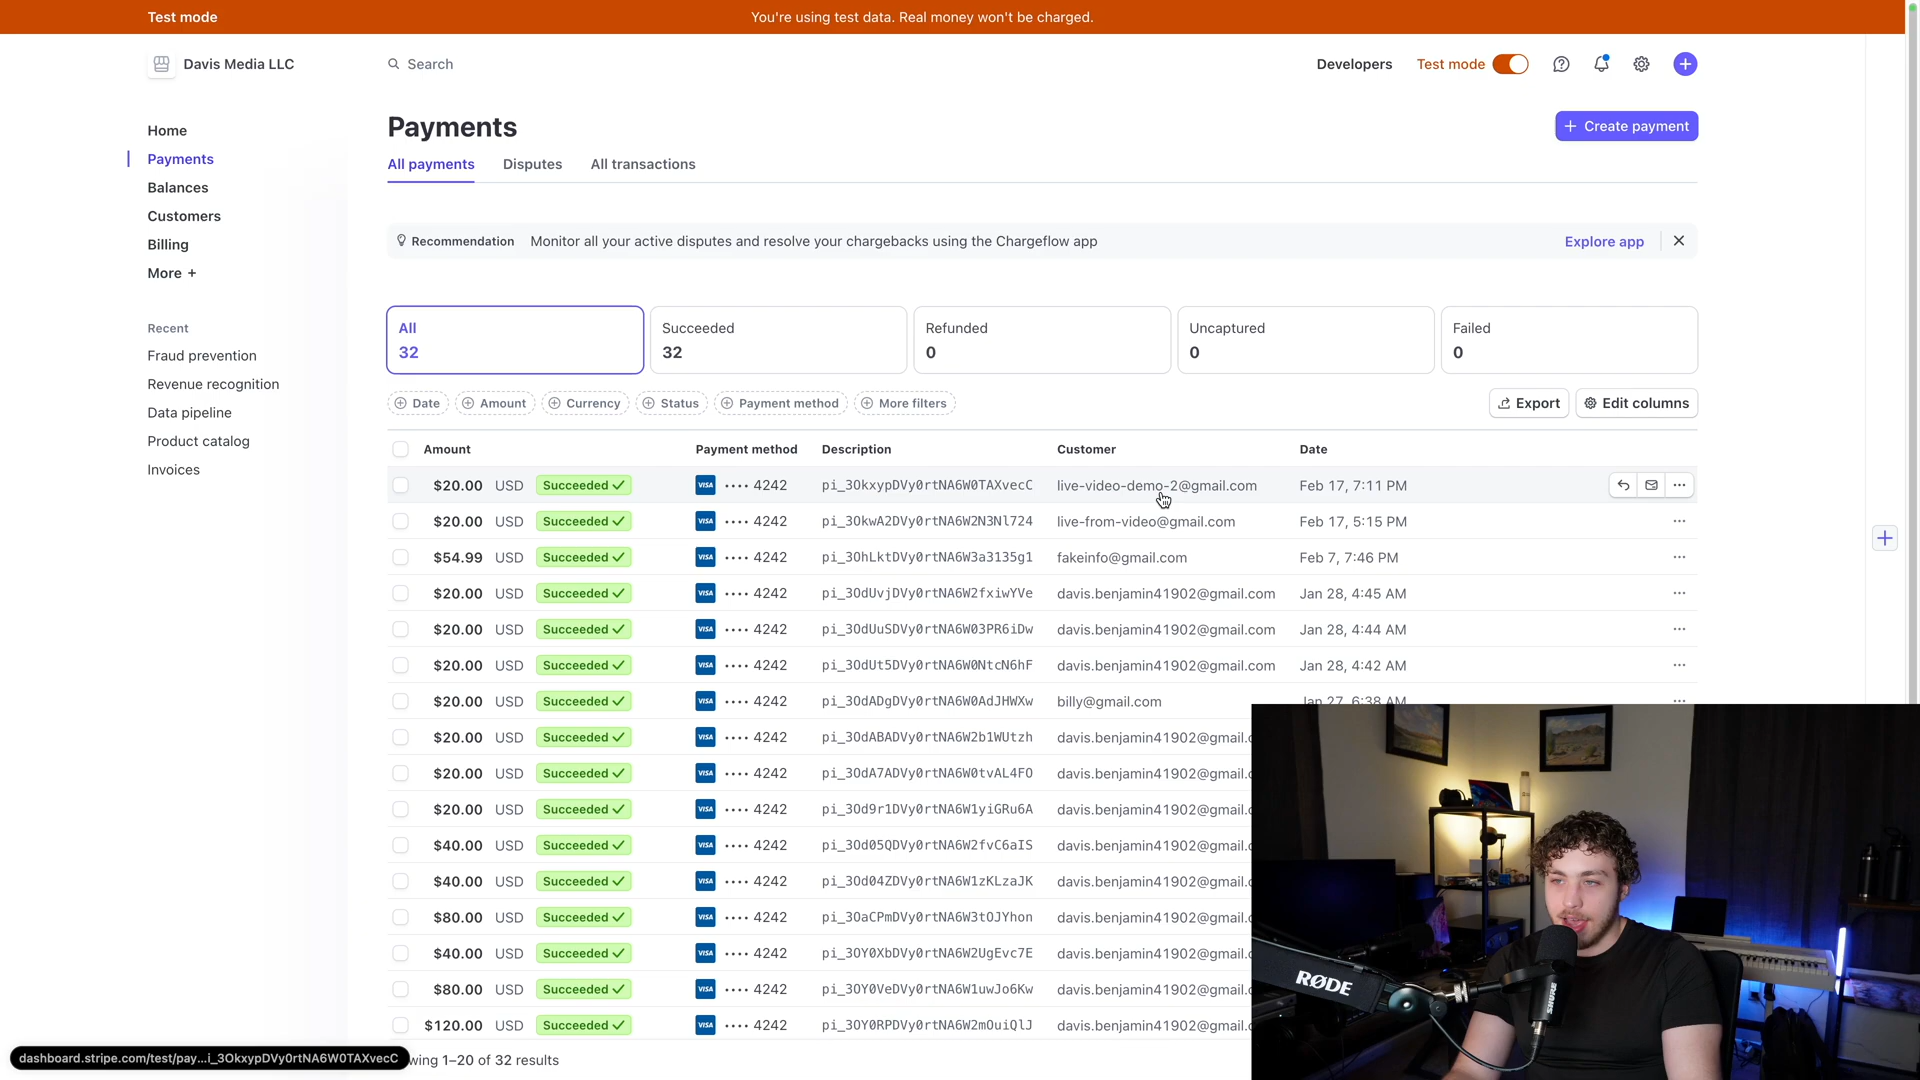 Test mode
You're using test data. Real money won't be charged.
Davis Media LLC
Search
Developers
Test mode
Home
Payments
Balances
Customers
Billing
More +
Recent
Fraud prevention
Revenue recognition
Data pipeline
Product catalog
Invoices
Payments
+ Create payment
All payments
Disputes
All transactions
Recommendation Monitor all your active disputes and resolve your chargebacks using the Chargeflow app
Explore app
All
32
Succeeded
32
Refunded
0
Uncaptured
0
Failed
0
Date
Amount
Currency
Status
Payment method
More filters
Export
Edit columns
Amount Payment method Description Customer Date
$20.00 USD Succeeded VISA •••• 4242 pi_3OkxypDVy0rtNA6W0TAXvecC live-video-demo-2@gmail.com Feb 17, 7:11 PM
$20.00 USD Succeeded VISA •••• 4242 pi_3OkwA2DVy0rtNA6W2N3Nl724 live-from-video@gmail.com Feb 17, 5:15 PM
$54.99 USD Succeeded VISA •••• 4242 pi_3OhLktDVy0rtNA6W3a3135g1 fakeinfo@gmail.com Feb 7, 7:46 PM
$20.00 USD Succeeded VISA •••• 4242 pi_3OdUvjDVy0rtNA6W2fxiwYVe davis.benjamin41902@gmail.com Jan 28, 4:45 AM
$20.00 USD Succeeded VISA •••• 4242 pi_3OdUuSDVy0rtNA6W03PR6iDw davis.benjamin41902@gmail.com Jan 28, 4:44 AM
$20.00 USD Succeeded VISA •••• 4242 pi_3OdUt5DVy0rtNA6W0NtcN6hF davis.benjamin41902@gmail.com Jan 28, 4:42 AM
$20.00 USD Succeeded VISA •••• 4242 pi_3OdADgDVy0rtNA6W0AdJHWXw billy@gmail.com Jan 27, 6:38 AM
$20.00 USD Succeeded VISA •••• 4242 pi_3OdABADVy0rtNA6W2b1WUtzh davis.benjamin41902@gmail.c
$20.00 USD Succeeded VISA •••• 4242 pi_3OdA7ADVy0rtNA6W0tvAL4FO davis.benjamin41902@gmail.c
$20.00 USD Succeeded VISA •••• 4242 pi_3Od9r1DVy0rtNA6W1yiGRu6A davis.benjamin41902@gmail.c
$40.00 USD Succeeded VISA •••• 4242 pi_3Od05QDVy0rtNA6W2fvC6aIS davis.benjamin41902@gmail.c
$40.00 USD Succeeded VISA •••• 4242 pi_3Od04ZDVy0rtNA6W1zKLzaJK davis.benjamin41902@gmail.c
$80.00 USD Succeeded VISA •••• 4242 pi_3OaCPmDVy0rtNA6W3tOJYhon davis.benjamin41902@gmail.c
$40.00 USD Succeeded VISA •••• 4242 pi_3OY0XbDVy0rtNA6W2UgEvc7E davis.benjamin41902@gmail.c
$80.00 USD Succeeded VISA •••• 4242 pi_3OY0VeDVy0rtNA6W1uwJo6Kw davis.benjamin41902@gmail.c
$120.00 USD Succeeded VISA •••• 4242 pi_3OY0RPDVy0rtNA6W2mOuiQlJ davis.benjamin41902@gmail.c
wing 1–20 of 32 results
dashboard.stripe.com/test/pay...i_3OkxypDVy0rtNA6W0TAXvecC
RØDE
SHURE